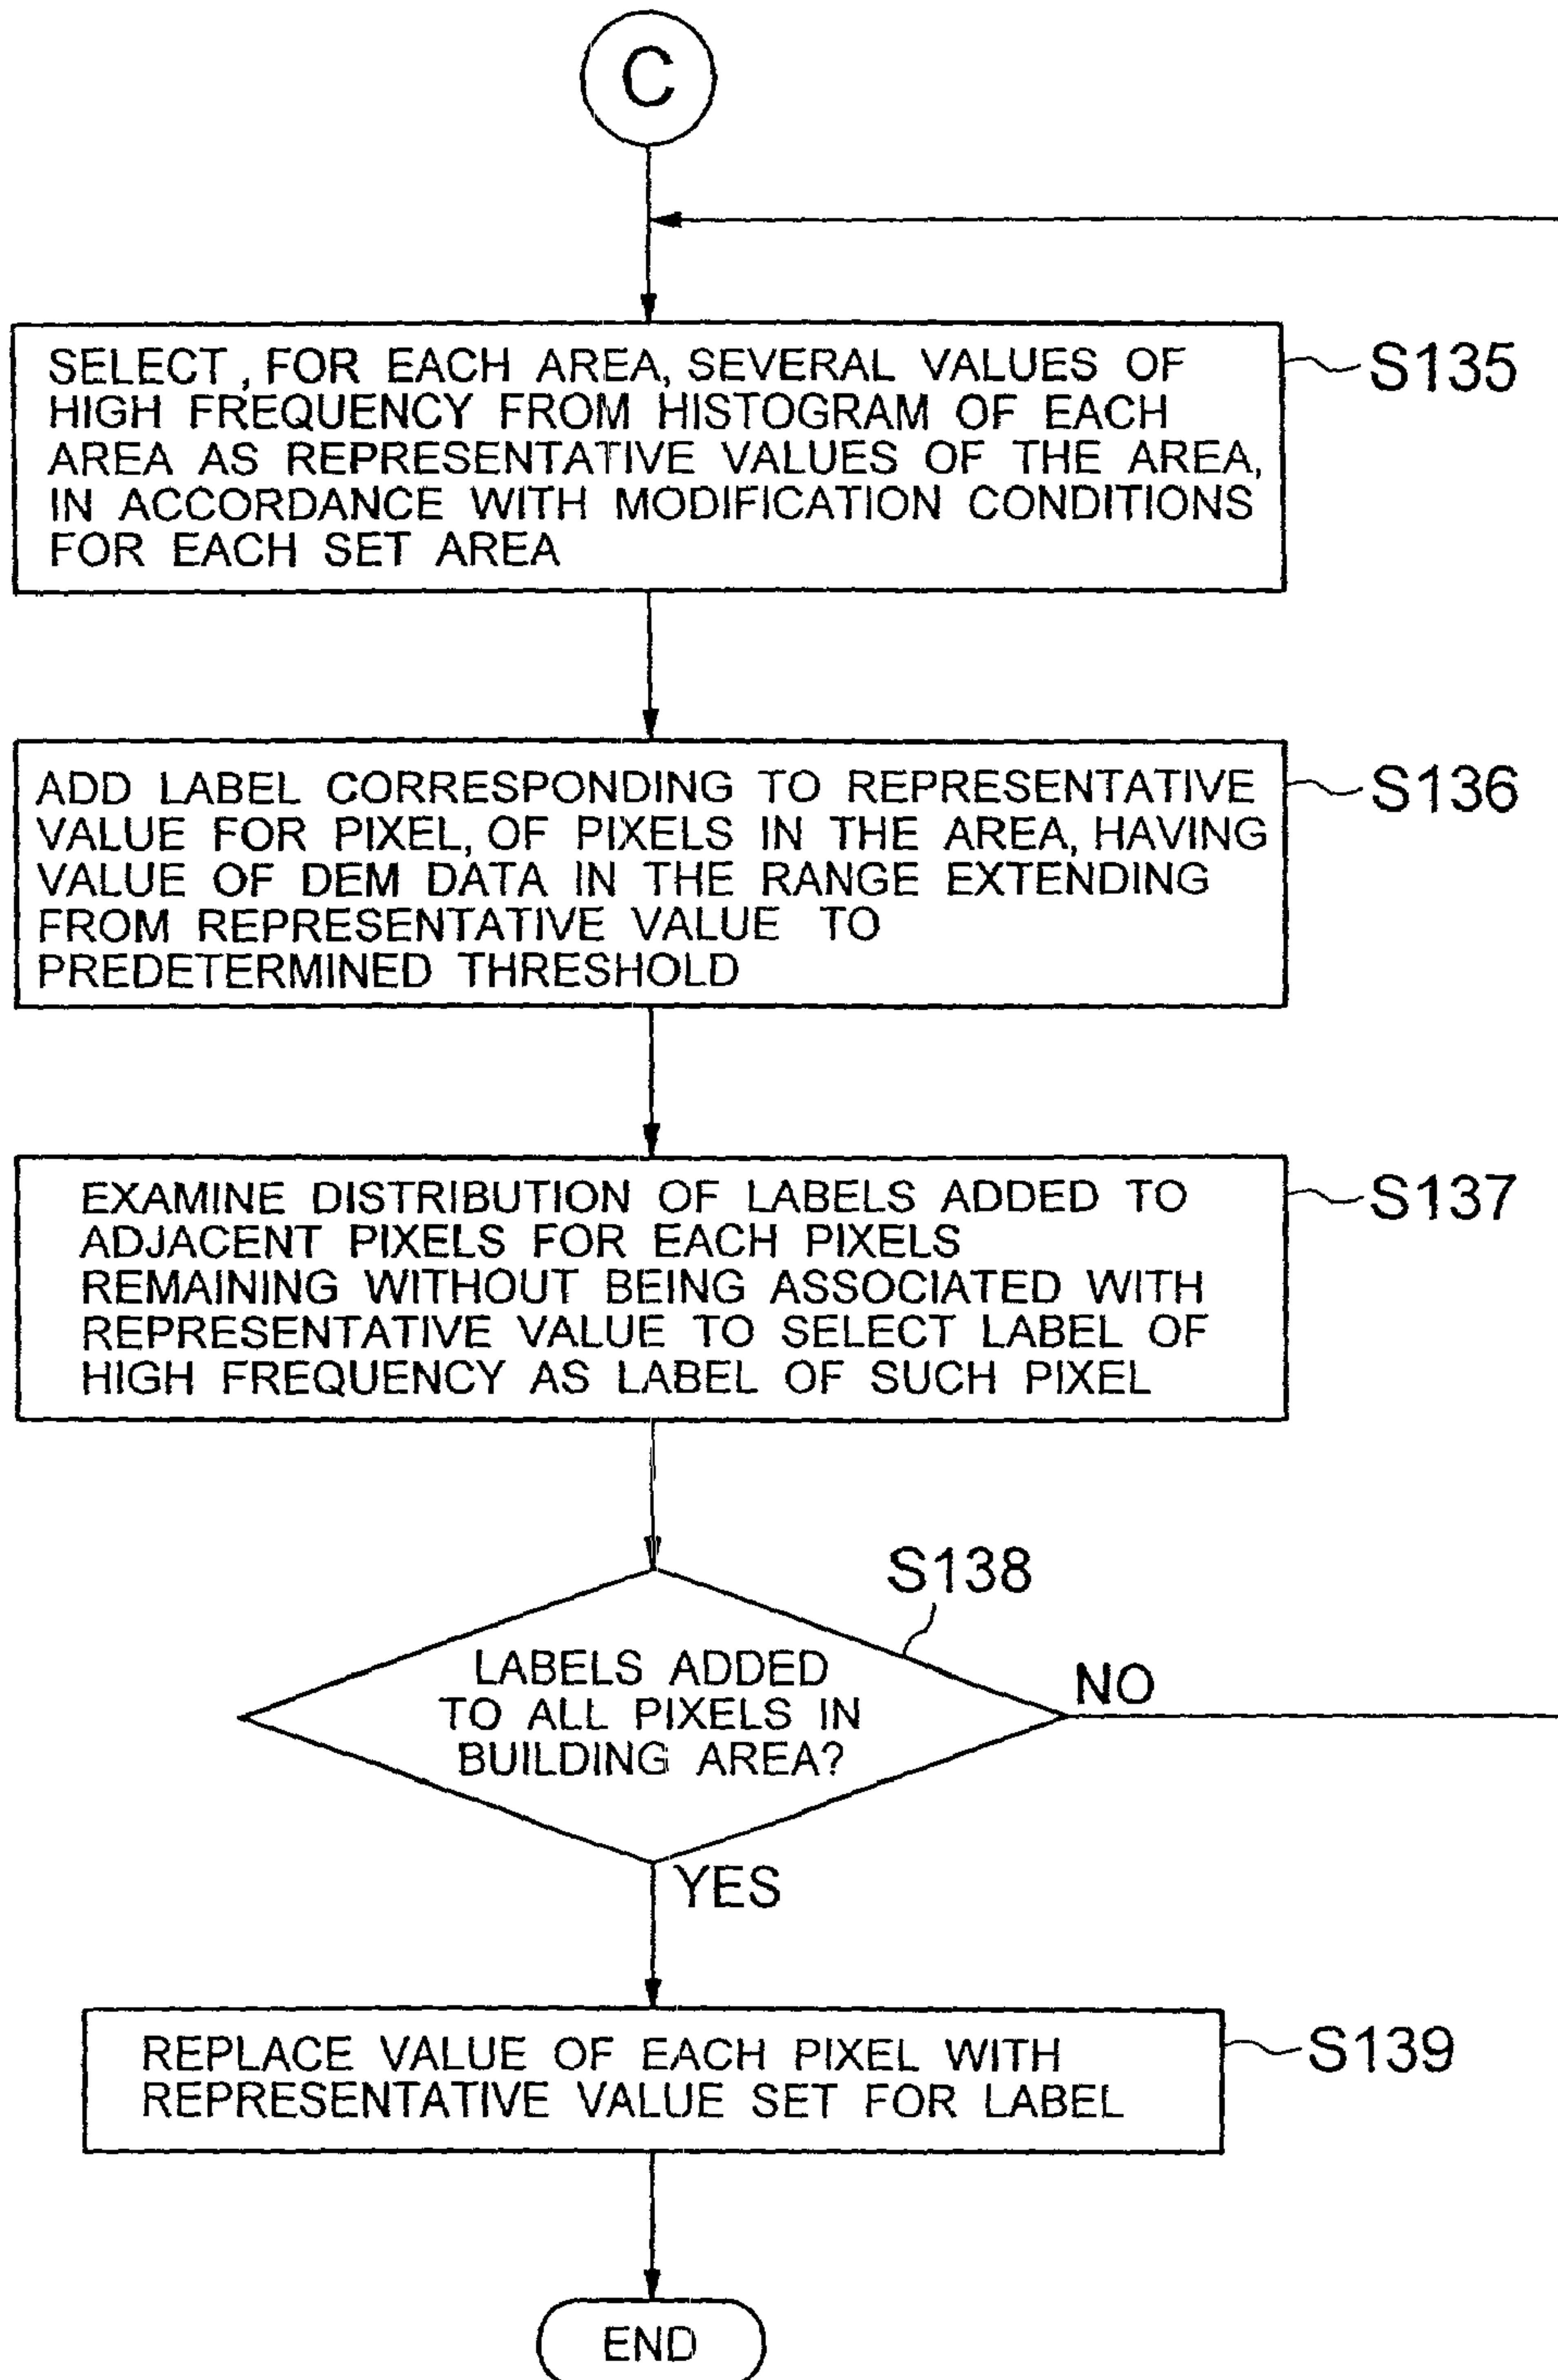 C
SELECT, FOR EACH AREA, SEVERAL VALUES OF
HIGH FREQUENCY FROM HISTOGRAM OF EACH
AREA AS REPRESENTATIVE VALUES OF THE AREA,
IN ACCORDANCE WITH MODIFICATION CONDITIONS
FOR EACH SET AREA
S135
ADD LABEL CORRESPONDING TO REPRESENTATIVE
VALUE FOR PIXEL, OF PIXELS IN THE AREA, HAVING
VALUE OF DEM DATA IN THE RANGE EXTENDING
FROM REPRESENTATIVE VALUE TO
PREDETERMINED THRESHOLD
S136
EXAMINE DISTRIBUTION OF LABELS ADDED TO
ADJACENT PIXELS FOR EACH PIXELS
REMAINING WITHOUT BEING ASSOCIATED WITH
REPRESENTATIVE VALUE TO SELECT LABEL OF
HIGH FREQUENCY AS LABEL OF SUCH PIXEL
S137
S138
LABELS ADDED
TO ALL PIXELS IN
BUILDING AREA?
NO
YES
REPLACE VALUE OF EACH PIXEL WITH
REPRESENTATIVE VALUE SET FOR LABEL
S139
END